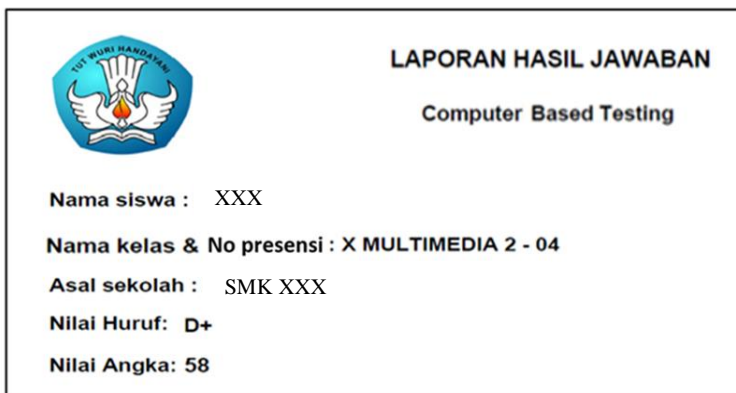 TUT WURI HANDAYANI
LAPORAN HASIL JAWABAN
Computer Based Testing
Nama siswa : XXX
Nama kelas & No presensi : X MULTIMEDIA 2 - 04
Asal sekolah : SMK XXX
Nilai Huruf: D+
Nilai Angka: 58